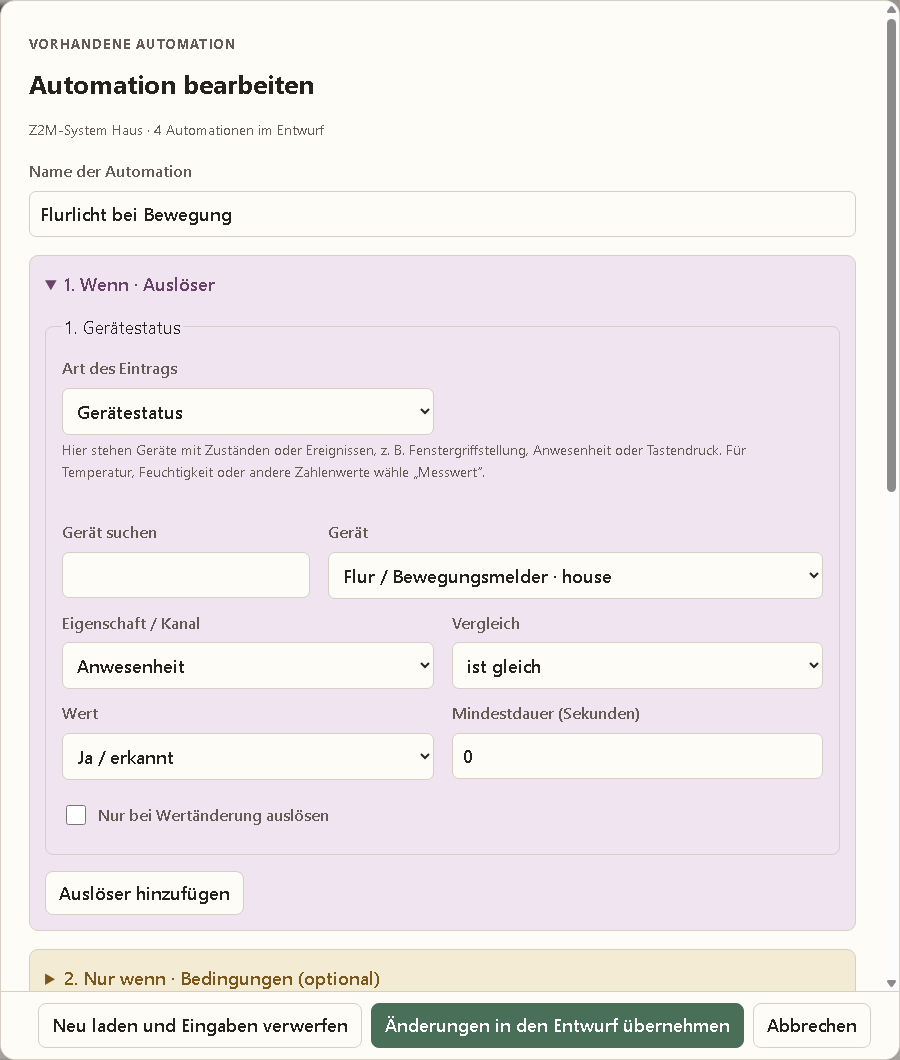 VORHANDENE AUTOMATION
Automation bearbeiten
Z2M-System Haus · 4 Automationen im Entwurf
Name der Automation
Flurlicht bei Bewegung
▼ 1. Wenn · Auslöser
1. Gerätestatus
Art des Eintrags
Gerätestatus
Hier stehen Geräte mit Zuständen oder Ereignissen, z. B. Fenstergriffstellung, Anwesenheit oder Tastendruck. Für
Temperatur, Feuchtigkeit oder andere Zahlenwerte wähle „Messwert“.
Gerät suchen Gerät
Flur / Bewegungsmelder · house
Eigenschaft / Kanal Vergleich
Anwesenheit ist gleich
Wert Mindestdauer (Sekunden)
Ja / erkannt 0
Nur bei Wertänderung auslösen
Auslöser hinzufügen
▶ 2. Nur wenn · Bedingungen (optional)
Neu laden und Eingaben verwerfen Änderungen in den Entwurf übernehmen Abbrechen